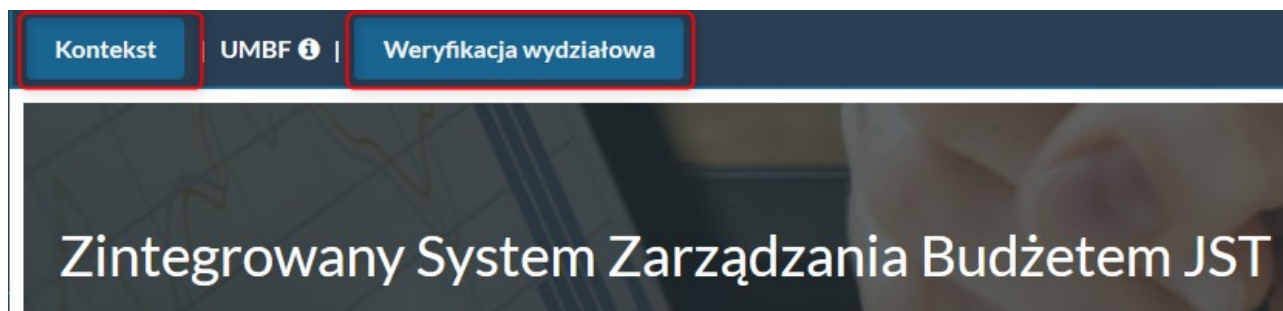 Kontekst | UMBF | Weryfikacja wydziałowa
Zintegrowany System Zarządzania Budżetem JST